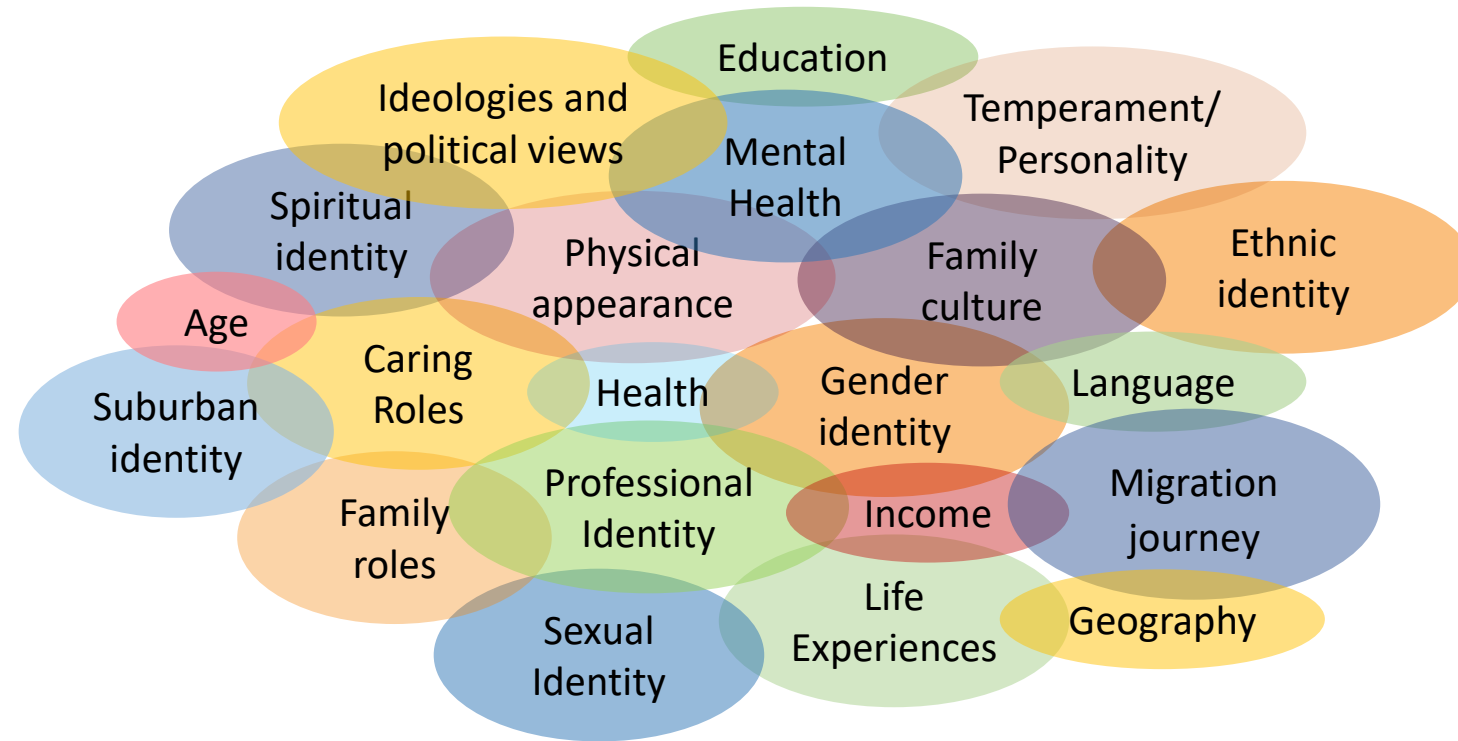 Education
Ideologies and
political views
Temperament/
Personality
Mental
Health
Spiritual
identity
Physical
appearance
Family
culture
Ethnic
identity
Age
Caring
Roles
Health
Gender
identity
Language
Suburban
identity
Family
roles
Professional
Identity
Income
Migration
journey
Sexual
Identity
Life
Experiences
Geography